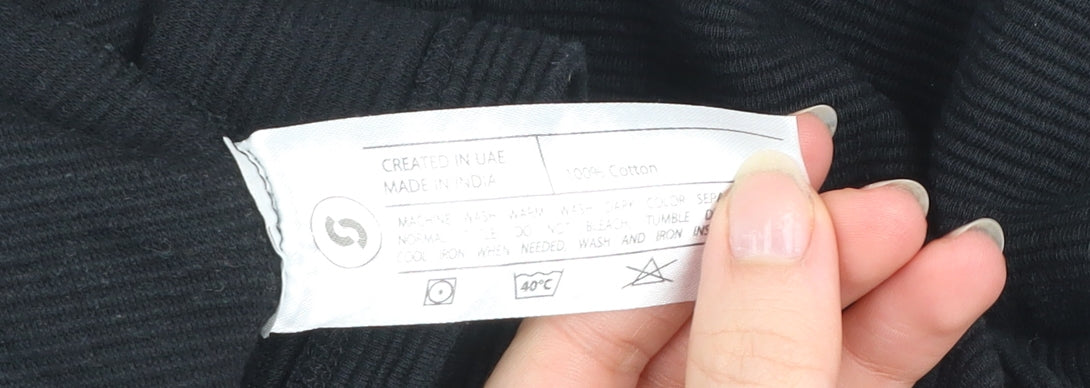 CREATED IN UAE
MADE IN INDIA
100% Cotton
MACHINE WASH WARM WASH DARK COLOR
DO NOT BLEACH, TUMBLE
COOL IRON WHEN NEEDED, WASH AND IRON
40°C